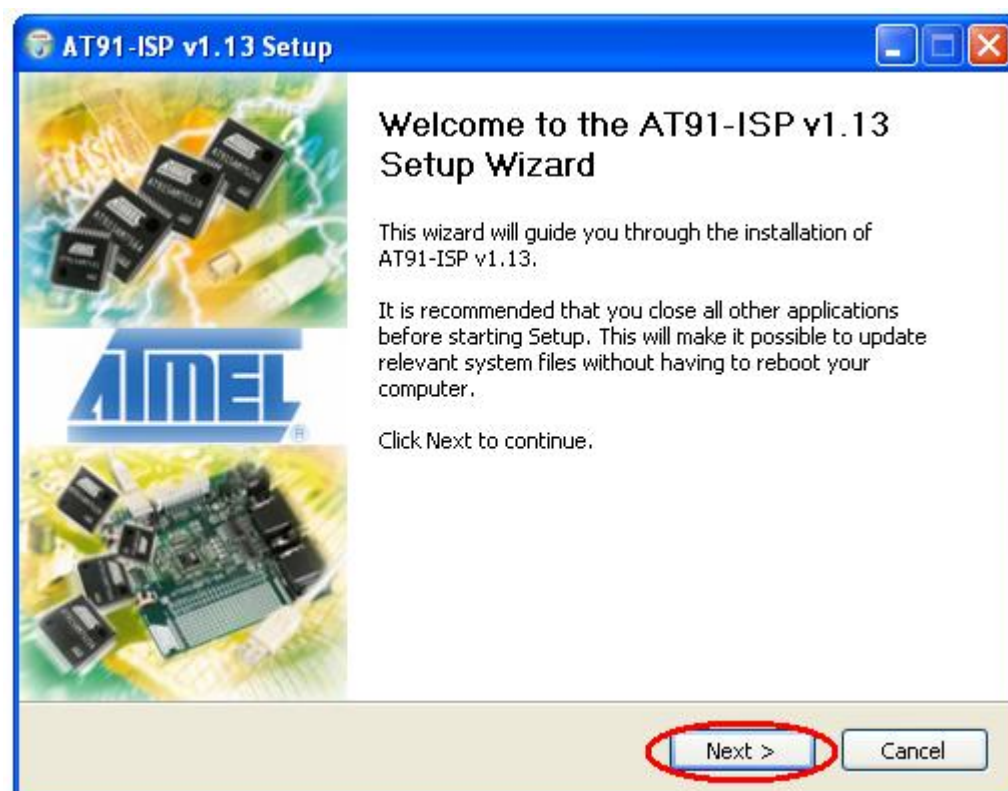 AT91-ISP v1.13 Setup
Welcome to the AT91-ISP v1.13
Setup Wizard
This wizard will guide you through the installation of
AT91-ISP v1.13.
It is recommended that you close all other applications
before starting Setup. This will make it possible to update
relevant system files without having to reboot your
computer.
Click Next to continue.
FLASH
ATMEL
®
Next >
Cancel